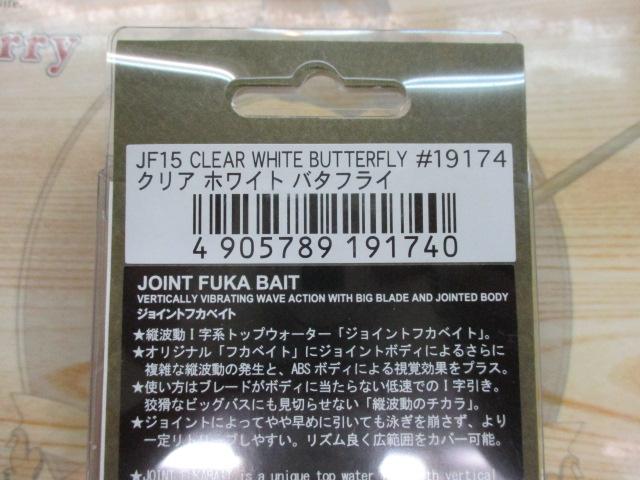 rry
JF15 CLEAR WHITE BUTTERFLY #19174
クリア ホワイト バタフライ
4 905789 191740
JOINT FUKA BAIT
VERTICALLY VIBRATING WAVE ACTION WITH BIG BLADE AND JOINTED BODY
ジョイントフカベイト
★縦波動I字系トップウォーター「ジョイントフカベイト」。
★オリジナル「フカベイト」にジョイントボディによるさらに
複雑な縦波動の発生と、ABSボディによる視覚効果をプラス。
★使い方はブレードがボディに当たらない低速でのI字引き。
狡猾なビッグバスにも見切らせない「縦波動のチカラ」。
★ジョイントによってやや早めに引いても泳ぎを崩さず、より
一定リトリーブしやすい。リズム良く広範囲をカバー可能。
★JOINT FUKABAIT is a unique top water with vertical